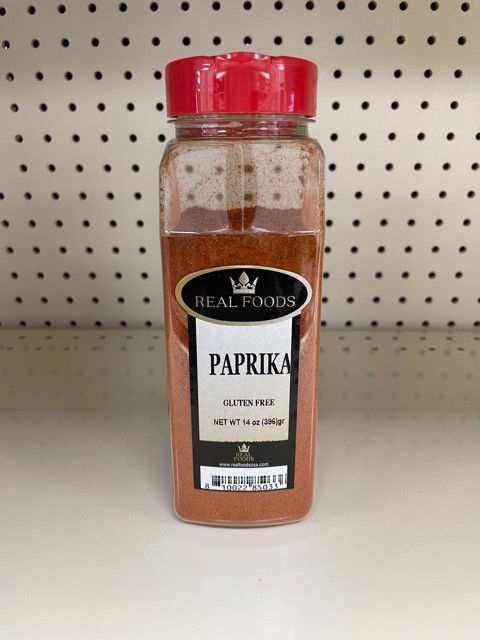 REAL FOODS
PAPRIKA
GLUTEN FREE
NET WT 14 oz (396)gr
REAL
FOODS
www.realfoodsusa.com
8 10022 85033